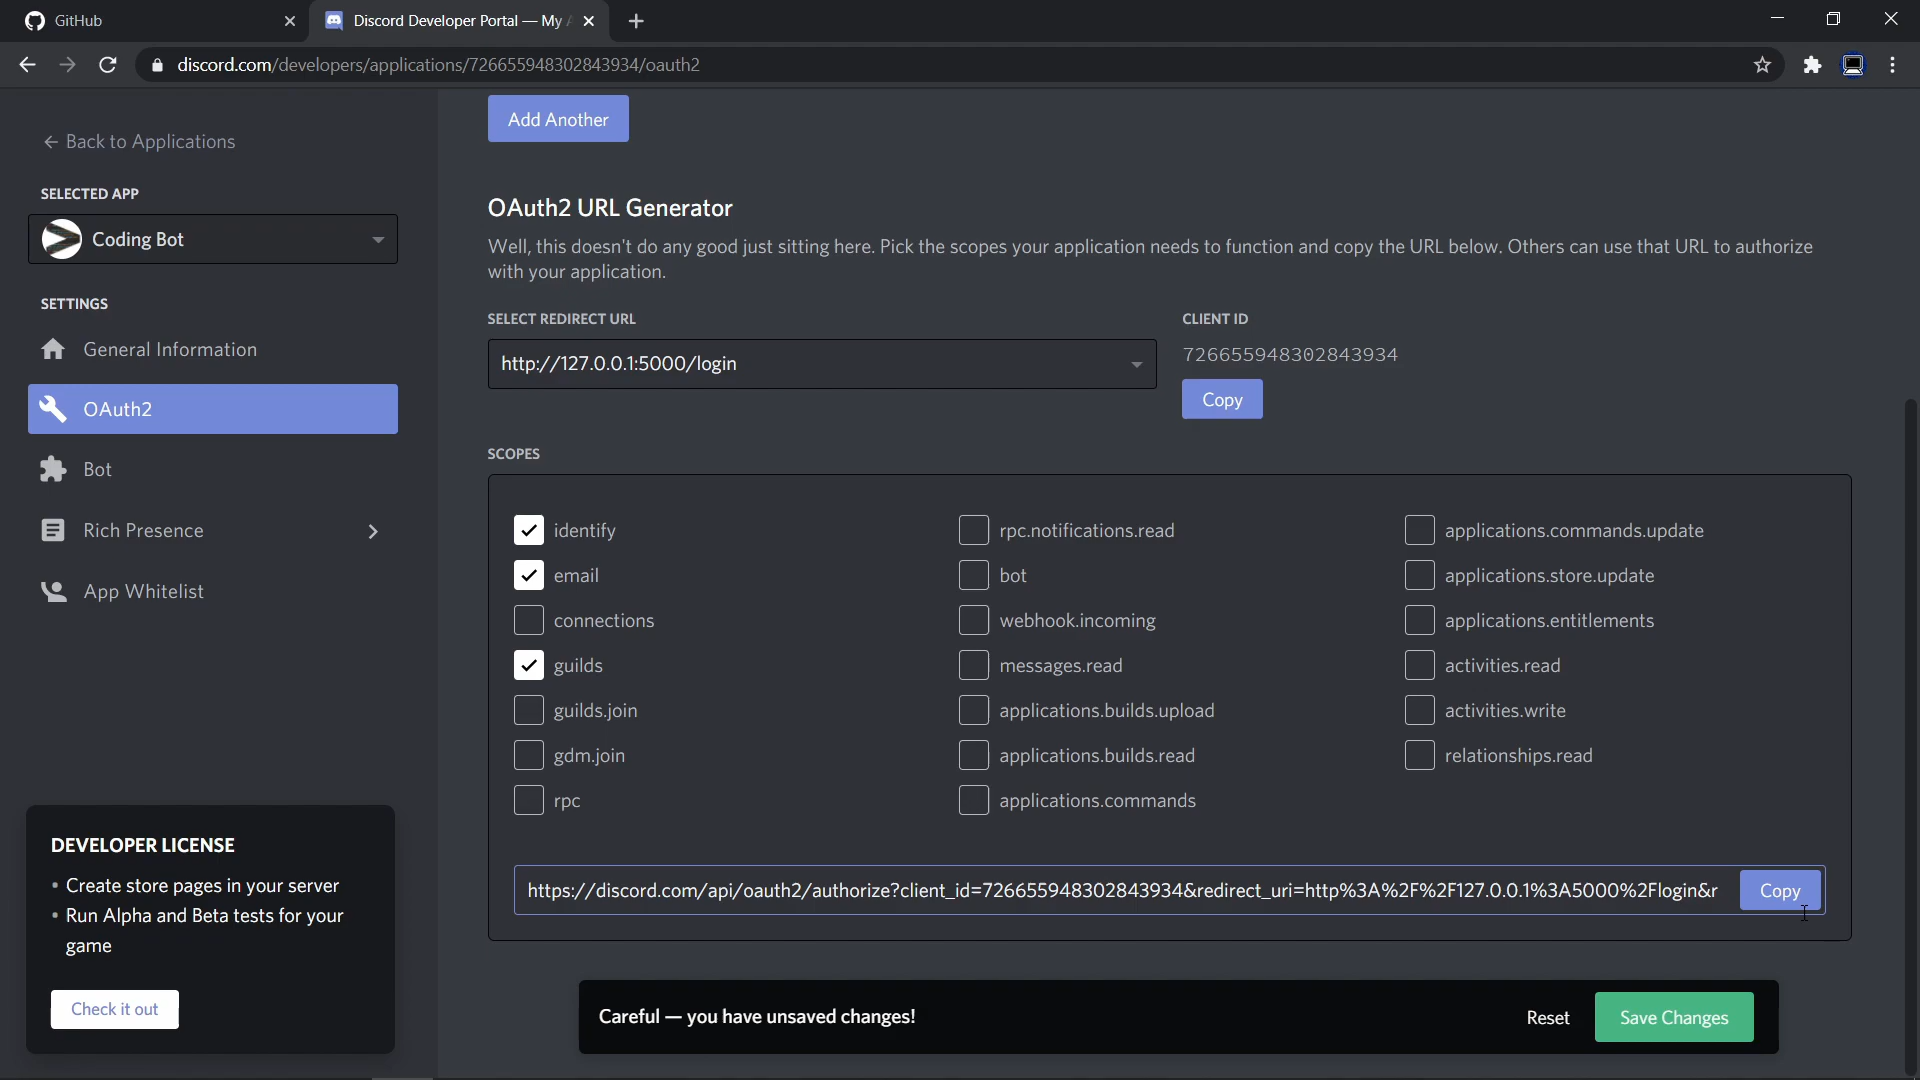 GitHub
Discord Developer Portal — My
discord.com/developers/applications/726655948302843934/oauth2
← Back to Applications
SELECTED APP
Coding Bot
SETTINGS
General Information
OAuth2
Bot
Rich Presence
App Whitelist
DEVELOPER LICENSE
• Create store pages in your server
• Run Alpha and Beta tests for your
game
Check it out
Add Another
OAuth2 URL Generator
Well, this doesn't do any good just sitting here. Pick the scopes your application needs to function and copy the URL below. Others can use that URL to authorize
with your application.
SELECT REDIRECT URL
http://127.0.0.1:5000/login
CLIENT ID
726655948302843934
Copy
SCOPES
identify
email
connections
guilds
guilds.join
gdm.join
rpc
rpc.notifications.read
bot
webhook.incoming
messages.read
applications.builds.upload
applications.builds.read
applications.commands
applications.commands.update
applications.store.update
applications.entitlements
activities.read
activities.write
relationships.read
https://discord.com/api/oauth2/authorize?client_id=726655948302843934&redirect_uri=http%3A%2F%2F127.0.0.1%3A5000%2Flogin&r
Copy
Careful — you have unsaved changes!
Reset
Save Changes